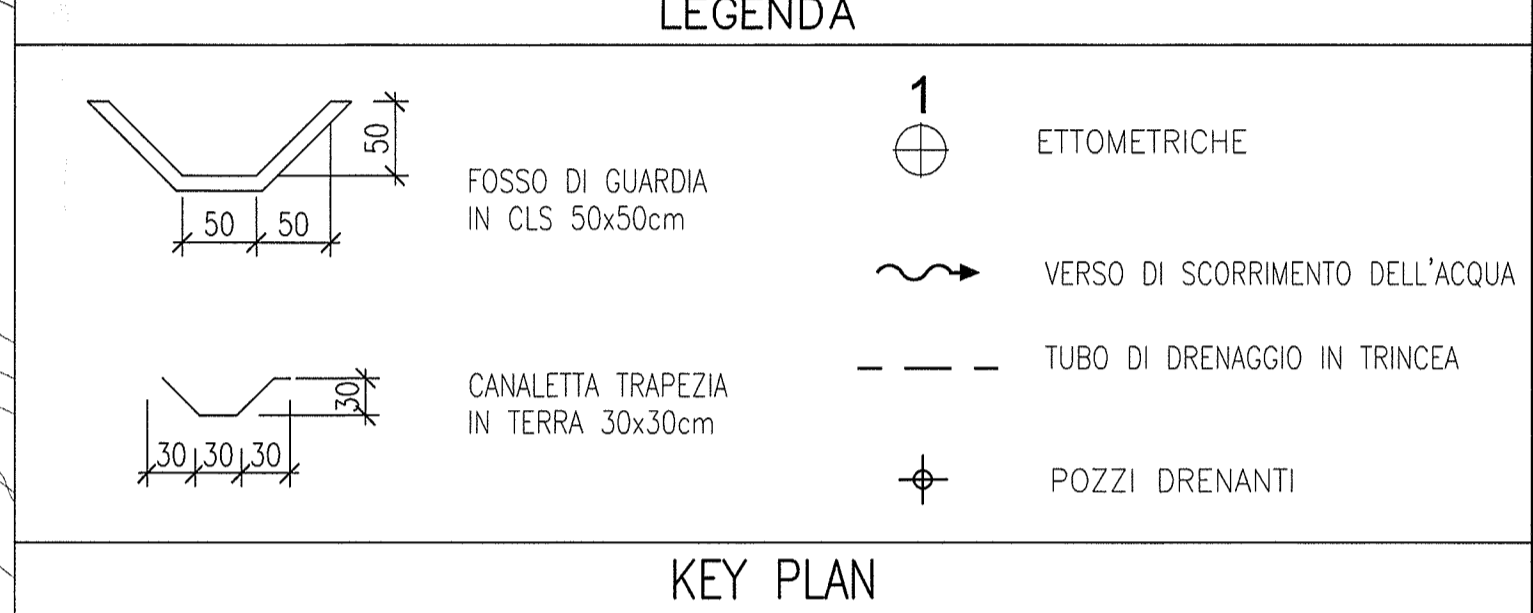 LEGENDA
50
50 50
FOSSO DI GUARDIA
IN CLS 50x50cm
30
30 30 30
CANALETTA TRAPEZIA
IN TERRA 30x30cm
1
ETTOMETRICHE
VERSO DI SCORRIMENTO DELL'ACQUA
TUBO DI DRENAGGIO IN TRINCEA
POZZI DRENANTI
KEY PLAN